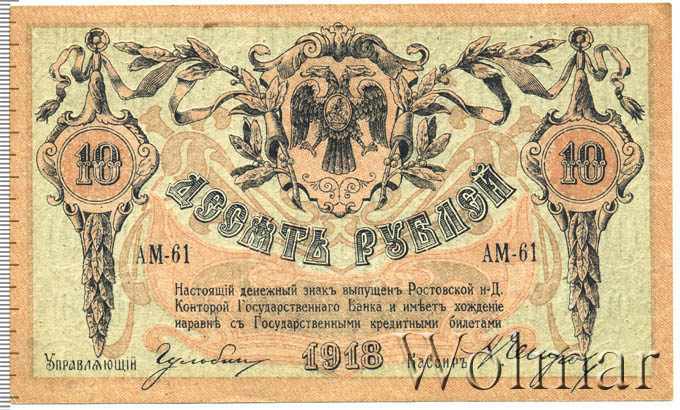 10 10
ДЕСЯТЬ РУБЛЕЙ
АМ-61 АМ-61
Настоящій денежный знакъ выпущен Ростовской н-Д.
Конторой Государственнаго Банка и имѣетъ хожденіе
наравнѣ съ Государственными кредитными билетами
Управляющій 1918 Кассиръ
Wolmar